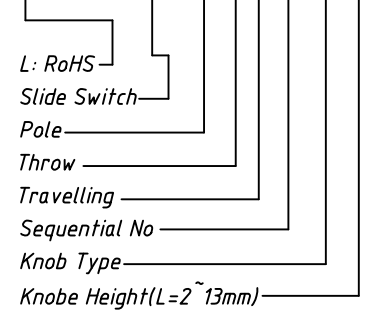 L: RoHS
Slide Switch
Pole
Throw
Travelling
Sequential No
Knob Type
Knobe Height(L=2~13mm)